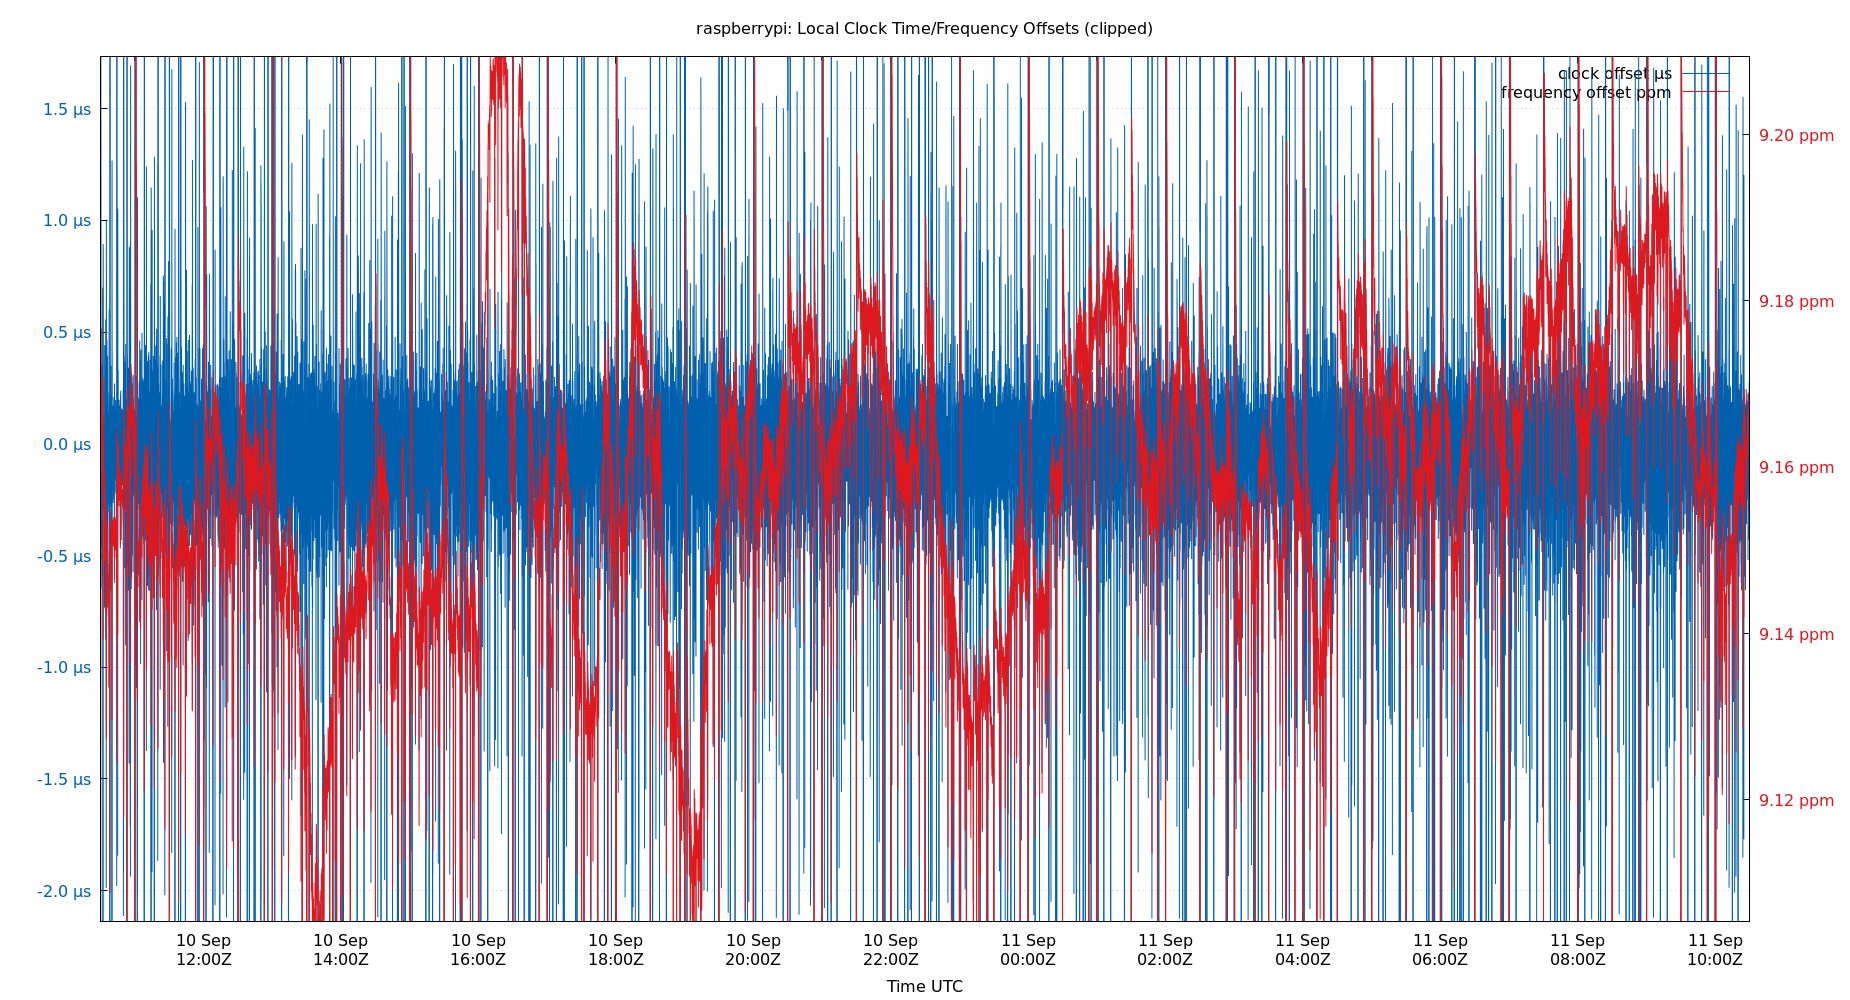 raspberrypi: Local Clock Time/Frequency Offsets (clipped)
clock offset µs
frequency offset ppm
1.5 µs
1.0 µs
0.5 µs
0.0 µs
-0.5 µs
-1.0 µs
-1.5 µs
-2.0 µs
9.20 ppm
9.18 ppm
9.16 ppm
9.14 ppm
9.12 ppm
10 Sep 10 Sep 10 Sep 10 Sep 10 Sep 10 Sep 11 Sep 11 Sep 11 Sep 11 Sep 11 Sep 11 Sep
12:00Z 14:00Z 16:00Z 18:00Z 20:00Z 22:00Z 00:00Z 02:00Z 04:00Z 06:00Z 08:00Z 10:00Z
Time UTC